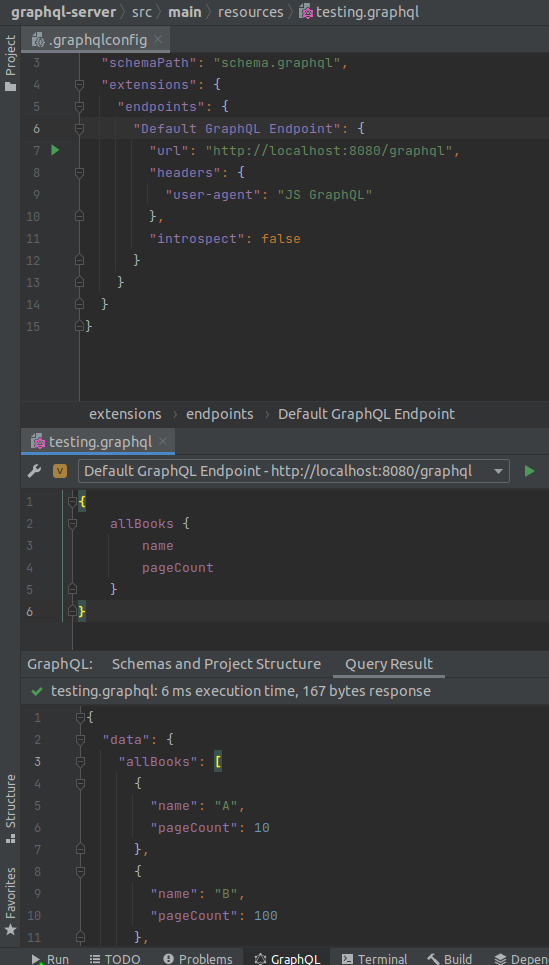 graphql-server › src › main › resources › testing.graphql
Project
.graphqlconfig ×
3 "schemaPath": "schema.graphql",
4 "extensions": {
5 "endpoints": {
6 "Default GraphQL Endpoint": {
7 "url": "http://localhost:8080/graphql",
8 "headers": {
9 "user-agent": "JS GraphQL"
10 },
11 "introspect": false
12 }
13 }
14 }
15 }
extensions › endpoints › Default GraphQL Endpoint
testing.graphql ×
V Default GraphQL Endpoint - http://localhost:8080/graphql
1 {
2 allBooks {
3 name
4 pageCount
5 }
6 }
GraphQL: Schemas and Project Structure Query Result
testing.graphql: 6 ms execution time, 167 bytes response
1 {
2 "data": {
3 "allBooks": [
4 {
5 "name": "A",
6 "pageCount": 10
7 },
8 {
9 "name": "B",
10 "pageCount": 100
11 },
Structure
Favorites
Run TODO Problems GraphQL Terminal Build Depen